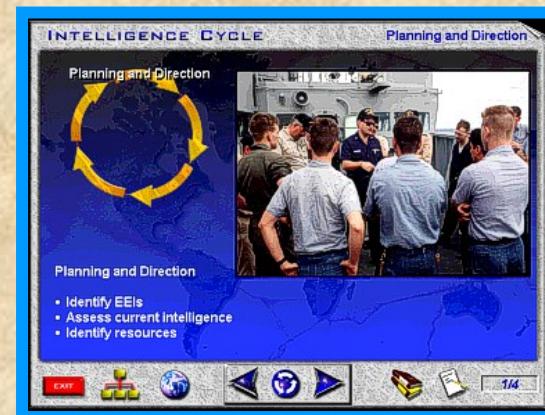 INTELLIGENCE CYCLE
Planning and Direction
Planning and Direction
Planning and Direction
• Identify EEIs
• Assess current intelligence
• Identify resources
EXIT
1/4